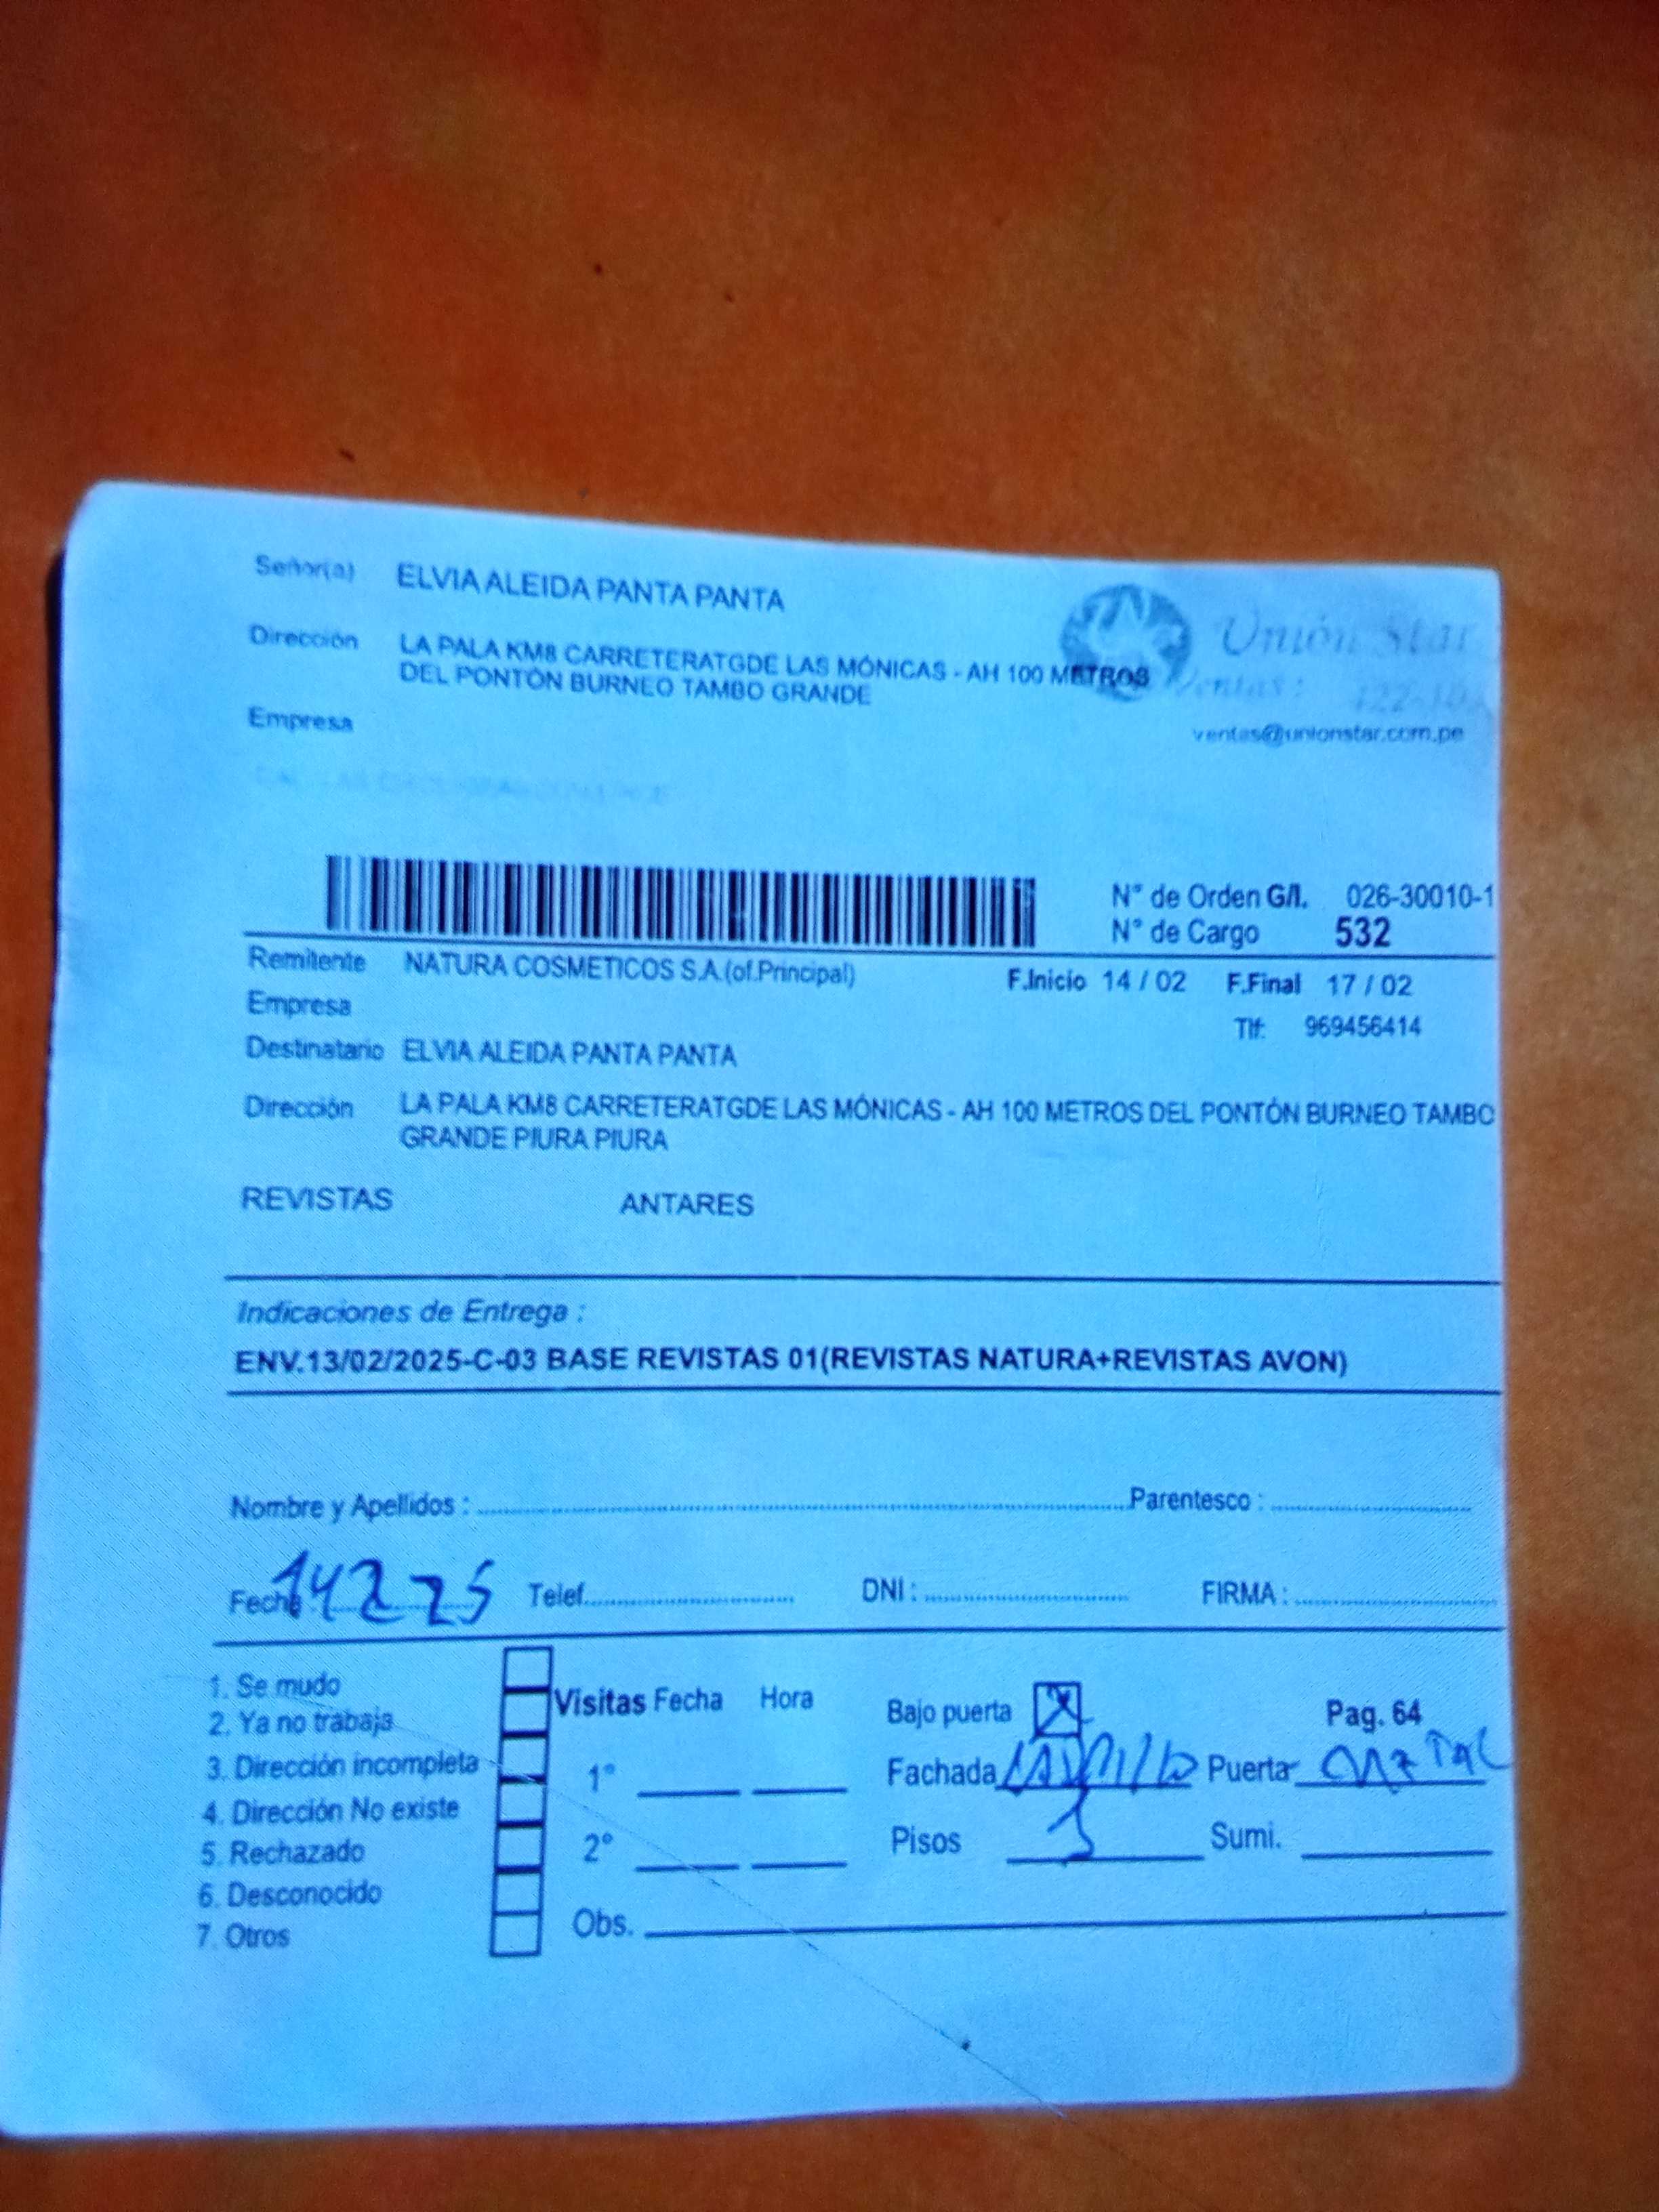 Señor(a) ELVIA ALEIDA PANTA PANTA
Unión Star
Dirección LA PALA KM8 CARRETERATGDE LAS MÓNICAS - AH 100 METROS
DEL PONTÓN BURNEO TAMBO GRANDE
Ventas:
Empresa
ventas@unionstar.com.pe
N° de Orden G/I. 026-30010-1
N° de Cargo 532
Remitente NATURA COSMETICOS S.A.(of.Principal) F.Inicio 14 / 02 F.Final 17 / 02
Empresa
Tlf: 969456414
Destinatario ELVIA ALEIDA PANTA PANTA
Dirección LA PALA KM8 CARRETERATGDE LAS MÓNICAS - AH 100 METROS DEL PONTÓN BURNEO TAMBO
GRANDE PIURA PIURA
REVISTAS ANTARES
Indicaciones de Entrega :
ENV.13/02/2025-C-03 BASE REVISTAS 01(REVISTAS NATURA+REVISTAS AVON)
Nombre y Apellidos : Parentesco :
Fecha 14 2 25 Telef. DNI : FIRMA :
1. Se mudo
2. Ya no trabaja
3. Dirección incompleta
4. Dirección No existe
5. Rechazado
6. Desconocido
7. Otros
Visitas Fecha Hora
1°
2°
Obs.
Bajo puerta X Pag. 64
Fachada Puerta
Pisos Sumi.